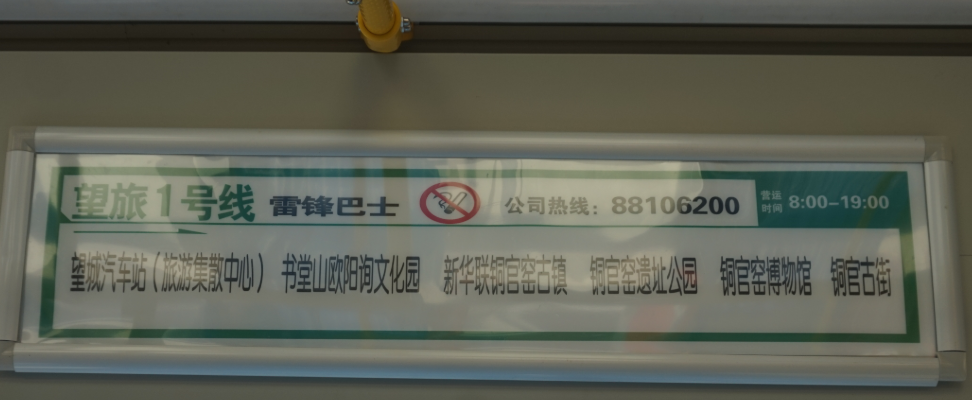 望旅1号线 雷锋巴士 公司热线：88106200 营运时间 8:00-19:00
望城汽车站（旅游集散中心） 书堂山欧阳询文化园 新华联铜官窑古镇 铜官窑遗址公园 铜官窑博物馆 铜官古街